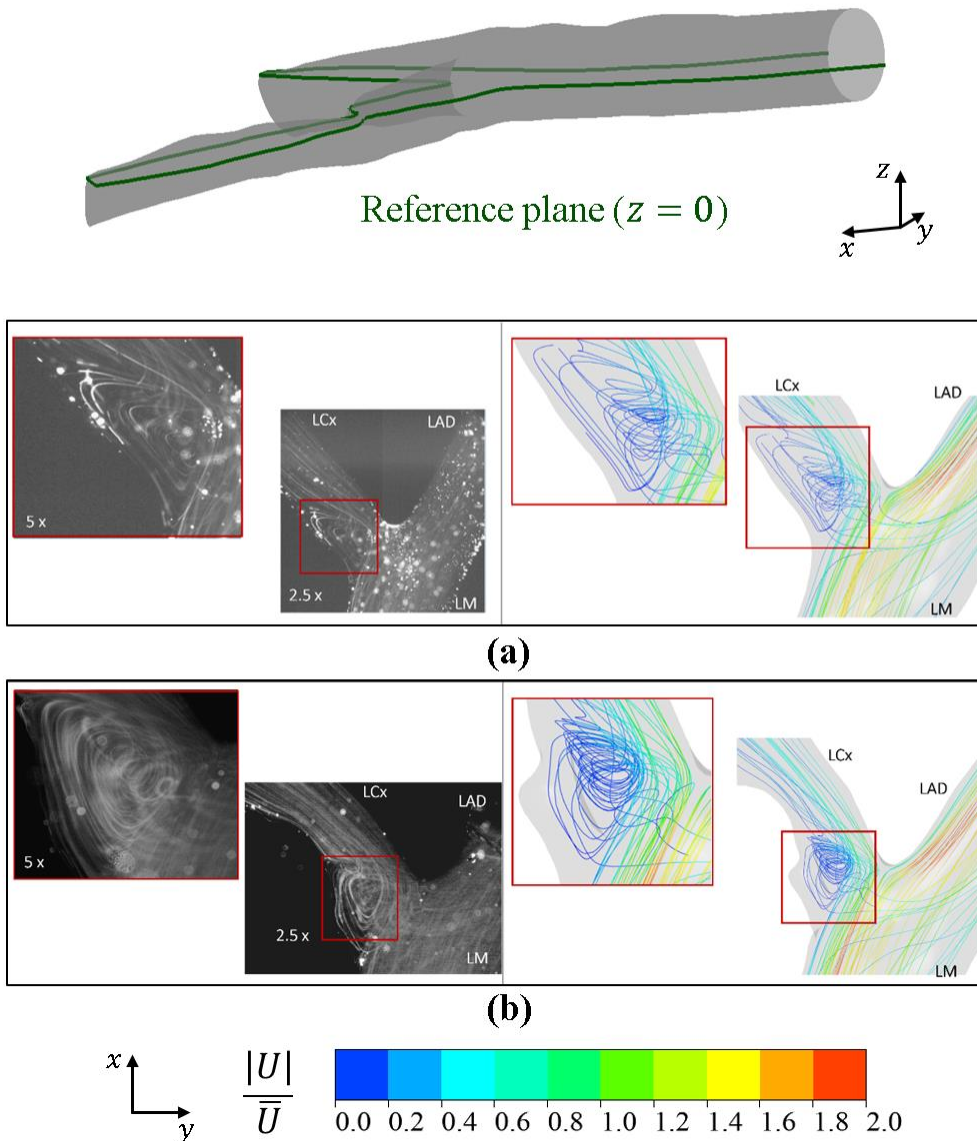 Reference plane (z = 0)
z
x
y
LCx
LAD
5 x
2.5 x
LM
LCx
LAD
LM
(a)
5 x
LCx
LAD
2.5 x
LM
LCx
LAD
LM
(b)
x
y
|U|
U̿
0.0 0.2 0.4 0.6 0.8 1.0 1.2 1.4 1.6 1.8 2.0